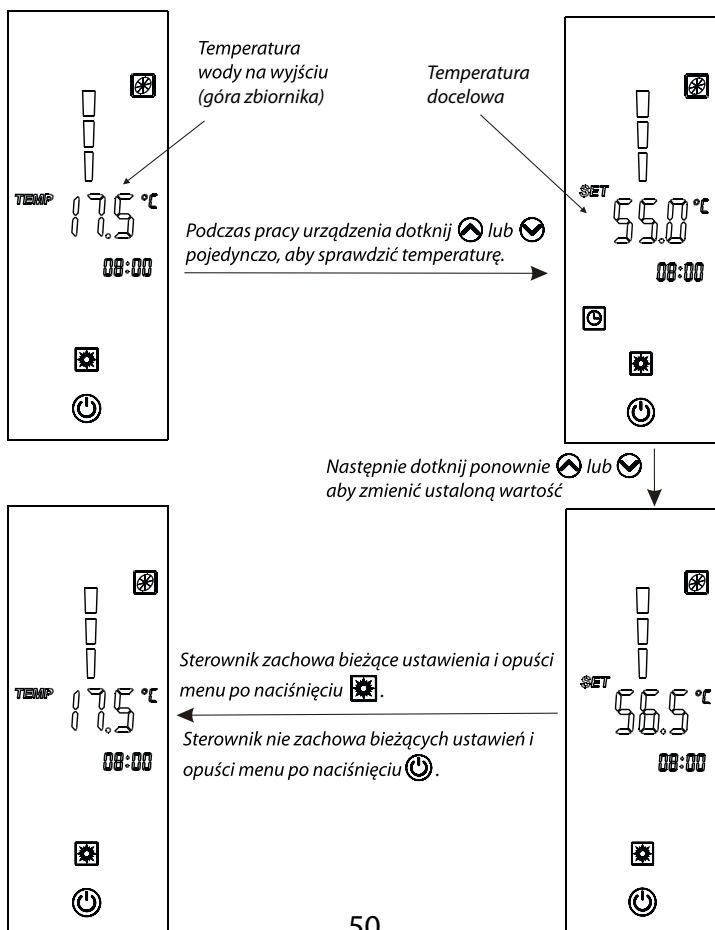 Temperatura
wody na wyjściu
(góra zbiornika)
Temperatura
docelowa
TEMP 17.5 °C
08:00
SET
55.0 °C
08:00
Podczas pracy urządzenia dotknij lub
pojedynczo, aby sprawdzić temperaturę.
Następnie dotknij ponownie lub
aby zmienić ustaloną wartość
TEMP 17.5 °C
08:00
Sterownik zachowa bieżące ustawienia i opuści
menu po naciśnięciu .
Sterownik nie zachowa bieżących ustawień i
opuści menu po naciśnięciu .
SET
56.5 °C
08:00
50